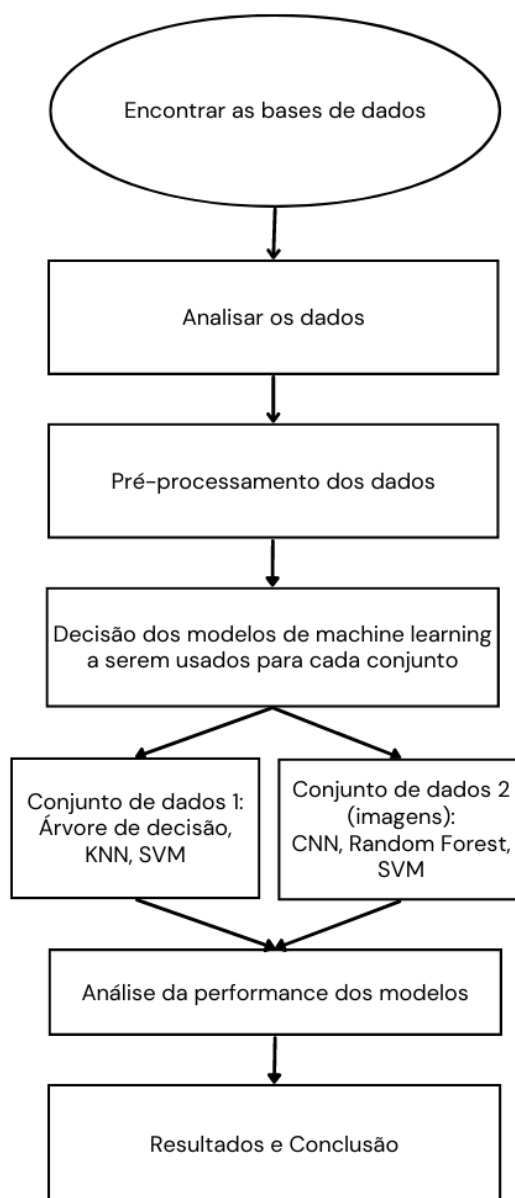 Encontrar as bases de dados
Analisar os dados
Pré-processamento dos dados
Decisão dos modelos de machine learning
a serem usados para cada conjunto
Conjunto de dados 1:
Árvore de decisão,
KNN, SVM
Conjunto de dados 2
(imagens):
CNN, Random Forest,
SVM
Análise da performance dos modelos
Resultados e Conclusão